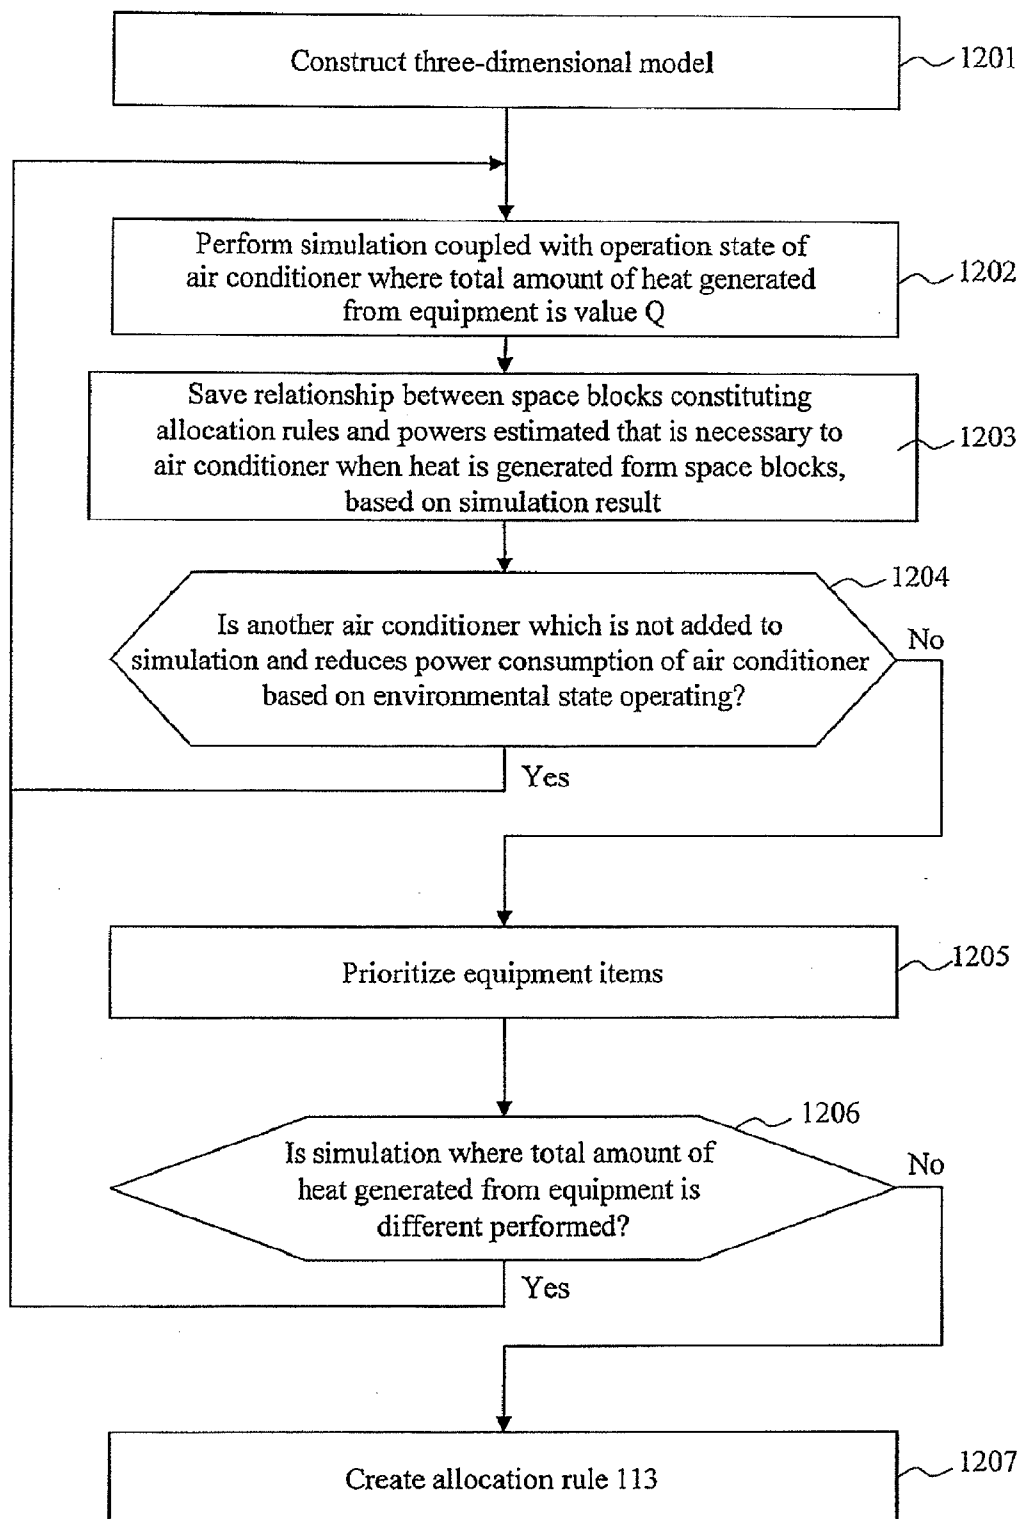 Construct three-dimensional model
1201
Perform simulation coupled with operation state of
air conditioner where total amount of heat generated
from equipment is value Q
1202
Save relationship between space blocks constituting
allocation rules and powers estimated that is necessary to
air conditioner when heat is generated form space blocks,
based on simulation result
1203
1204
Is another air conditioner which is not added to
simulation and reduces power consumption of air conditioner
based on environmental state operating?
No
Yes
Prioritize equipment items
1205
1206
Is simulation where total amount of
heat generated from equipment is
different performed?
No
Yes
Create allocation rule 113
1207